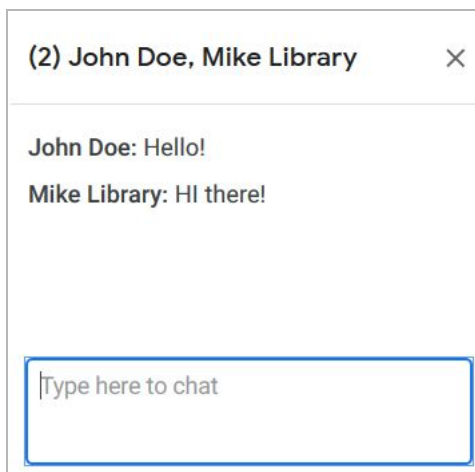 (2) John Doe, Mike Library
John Doe: Hello!
Mike Library: HI there!
Type here to chat